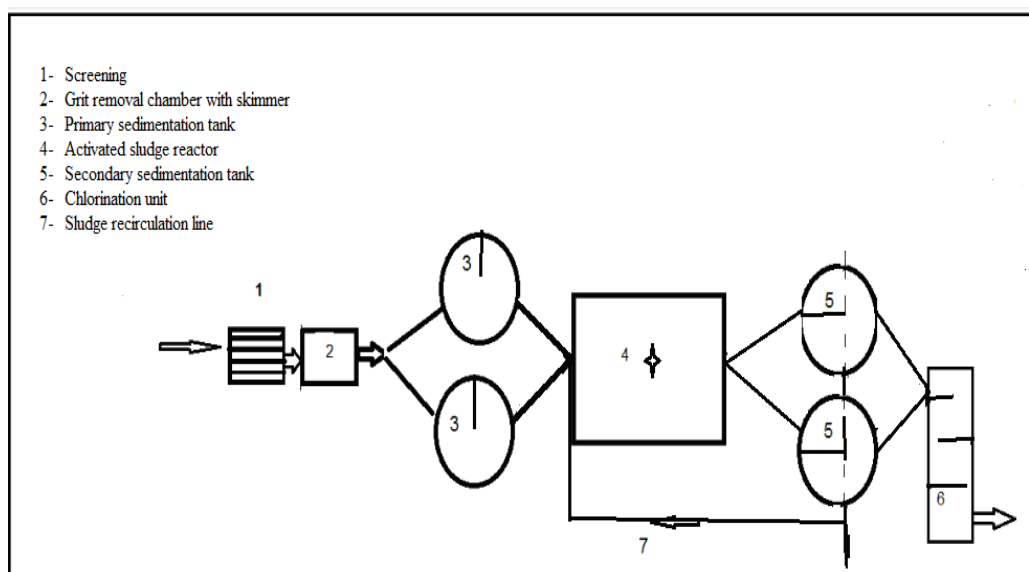 1- Screening
2- Grit removal chamber with skimmer
3- Primary sedimentation tank
4- Activated sludge reactor
5- Secondary sedimentation tank
6- Chlorination unit
7- Sludge recirculation line
1
2
3
3
4
5
5
6
7